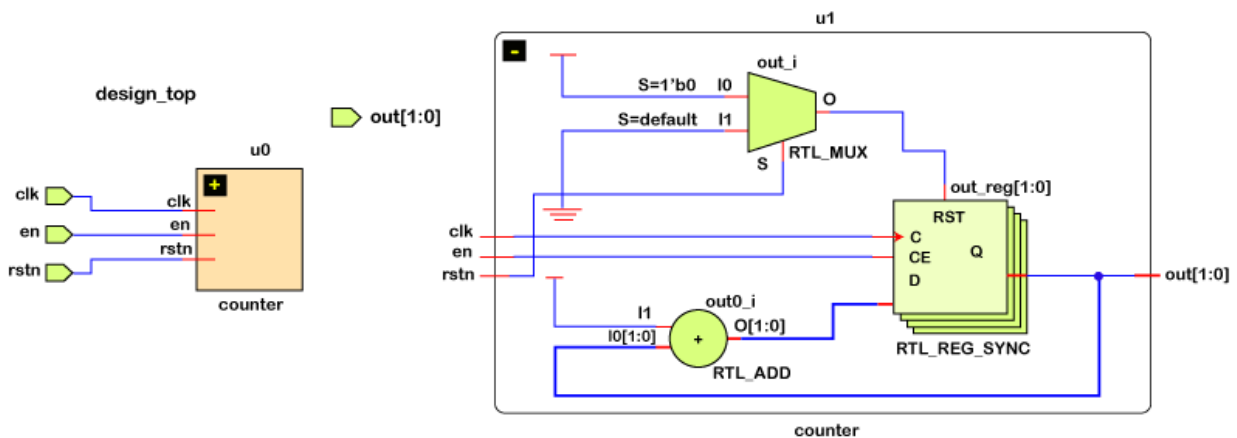 design_top
out[1:0]
u0
+
clk
en
rstn
clk
en
rstn
counter
u1
-
out_i
S=1'b0
I0
S=default
I1
O
S
RTL_MUX
out_reg[1:0]
RST
C
CE
D
Q
RTL_REG_SYNC
clk
en
rstn
out[1:0]
out0_i
I1
I0[1:0]
O[1:0]
+
RTL_ADD
counter